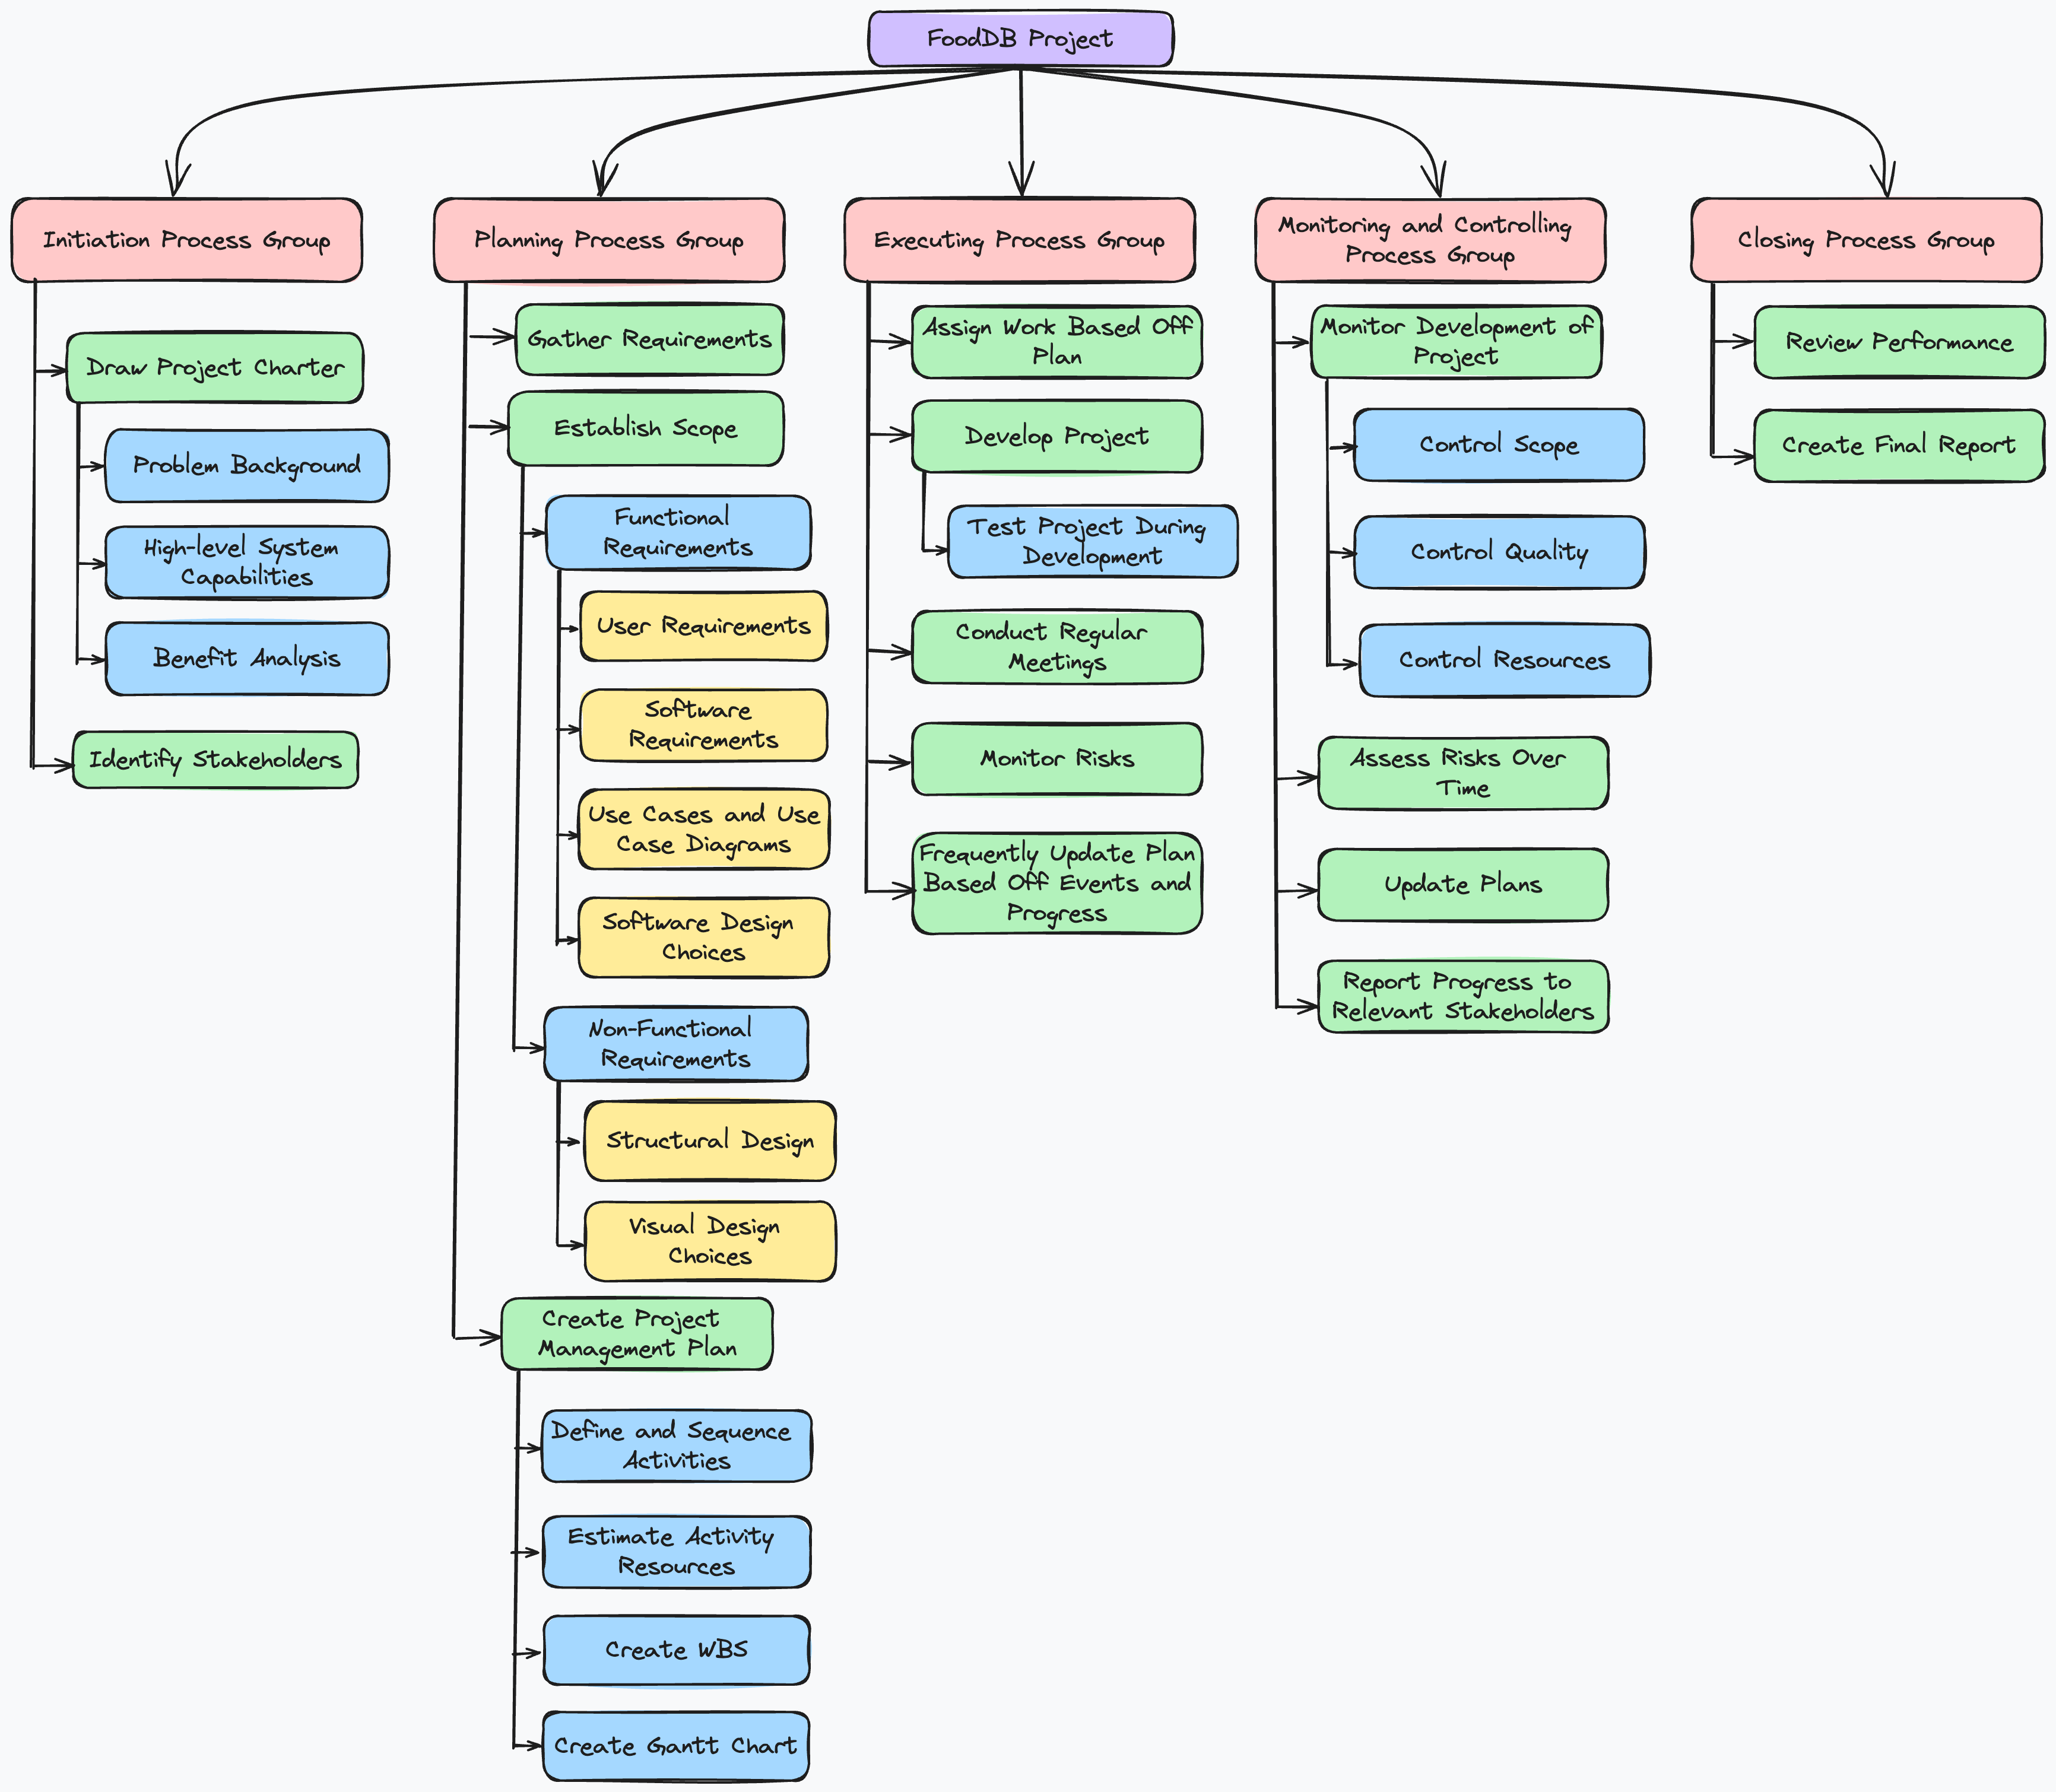 FoodDB Project
Initiation Process Group
Draw Project Charter
Problem Background
High-level System
Capabilities
Benefit Analysis
Identify Stakeholders
Planning Process Group
Gather Requirements
Establish Scope
Functional
Requirements
User Requirements
Software
Requirements
Use Cases and Use
Case Diagrams
Software Design
Choices
Non-Functional
Requirements
Structural Design
Visual Design
Choices
Create Project
Management Plan
Define and Sequence
Activities
Estimate Activity
Resources
Create WBS
Create Gantt Chart
Executing Process Group
Assign Work Based Off
Plan
Develop Project
Test Project During
Development
Conduct Regular
Meetings
Monitor Risks
Frequently Update Plan
Based Off Events and
Progress
Monitoring and Controlling
Process Group
Monitor Development of
Project
Control Scope
Control Quality
Control Resources
Assess Risks Over
Time
Update Plans
Report Progress to
Relevant Stakeholders
Closing Process Group
Review Performance
Create Final Report